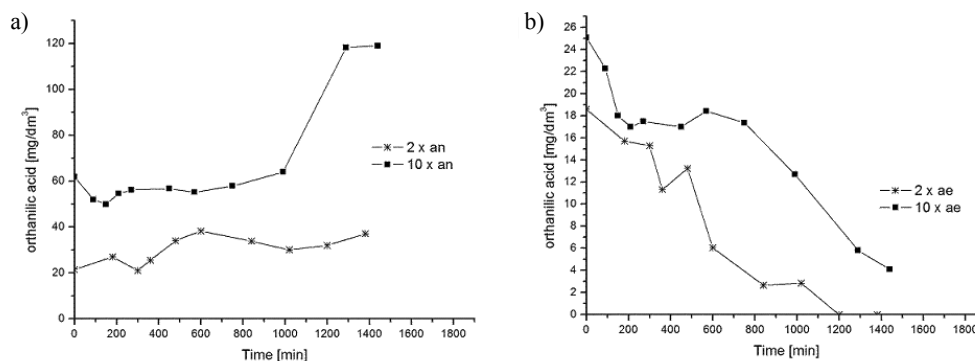 a)
orthanilic acid [mg/dm³]
120
100
80
60
40
20
0
0 200 400 600 800 1000 1200 1400 1600 1800
Time [min]
2 x an
10 x an
b)
orthanilic acid [mg/dm³]
26
24
22
20
18
16
14
12
10
8
6
4
2
0
0 200 400 600 800 1000 1200 1400 1600 1800
Time [min]
2 x ae
10 x ae